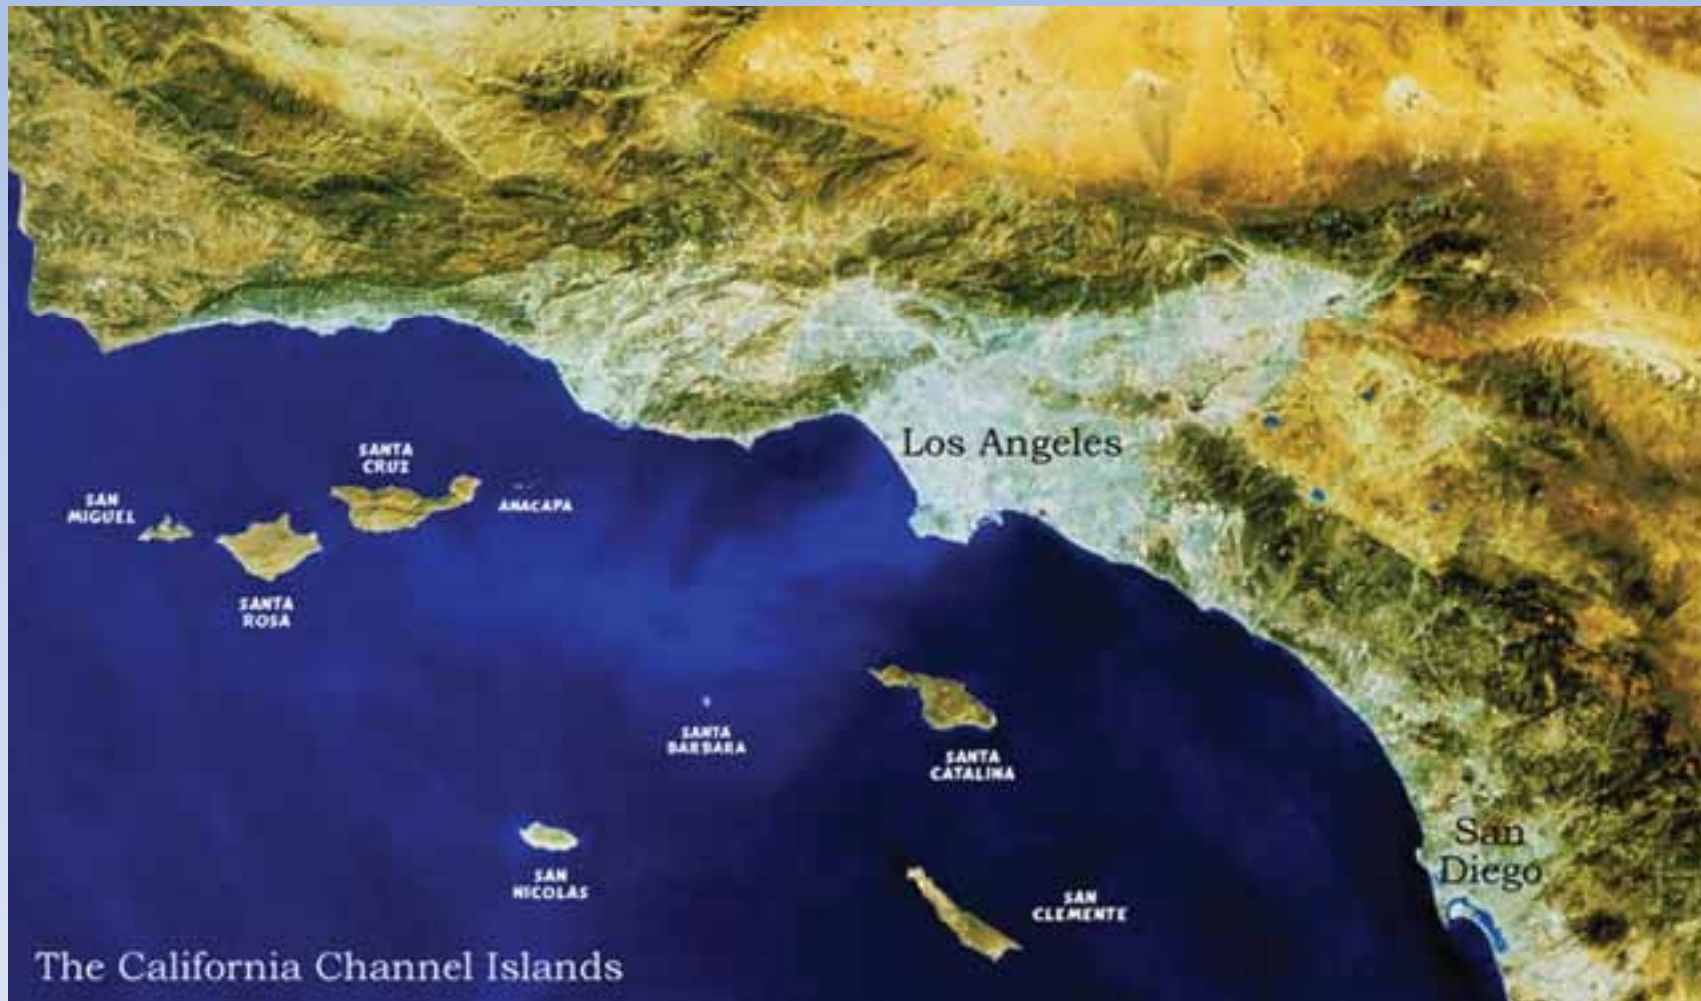 Los Angeles
SANTA
CRUZ
SAN
MIGUEL
ANACAPA
SANTA
ROSA
SANTA
BARBARA
SANTA
CATALINA
San
Diego
SAN
NICOLAS
SAN
CLEMENTE
The California Channel Islands